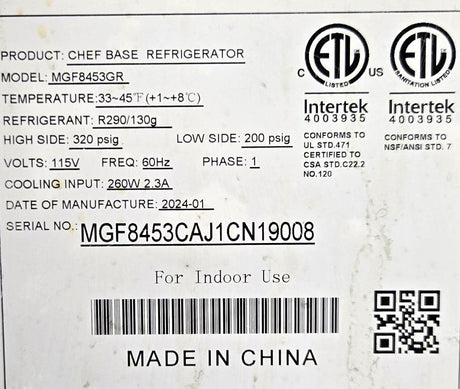 PRODUCT: CHEF BASE REFRIGERATOR
MODEL: MGF8453GR
TEMPERATURE: 33~45℉(+1~+8℃)
REFRIGERANT: R290/130g
HIGH SIDE: 320 psig LOW SIDE: 200 psig
VOLTS: 115V FREQ: 60Hz PHASE: 1
COOLING INPUT: 260W 2.3A
DATE OF MANUFACTURE: 2024-01
SERIAL NO.: MGF8453CAJ1CN19008
For Indoor Use
MADE IN CHINA
ETL
C US
LISTED
Intertek
4003935
CONFORMS TO
UL STD.471
CERTIFIED TO
CSA STD.C22.2
NO.120
ETL
SANITATION LISTED
Intertek
4003935
CONFORMS TO
NSF/ANSI STD. 7